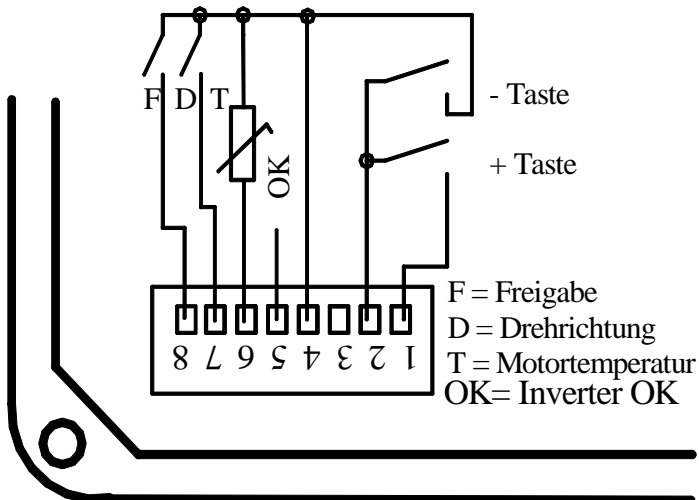 - Taste
F D T
+ Taste
OK
F = Freigabe
D = Drehrichtung
8 7 6 5 4 3 2 1
T = Motortemperatur
OK= Inverter OK